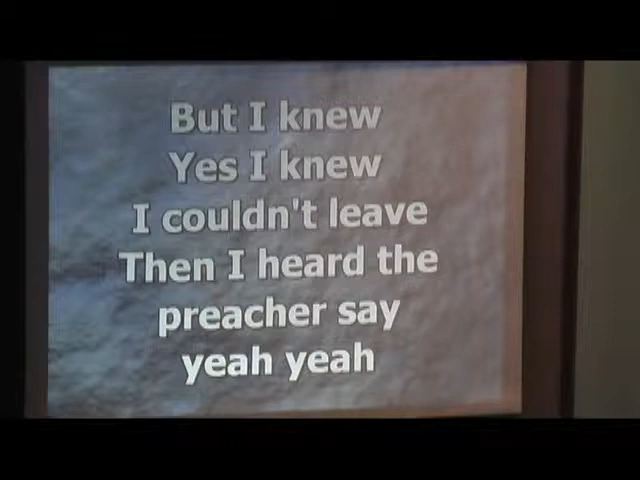 But I knew
Yes I knew
I couldn't leave
Then I heard the
preacher say
yeah yeah